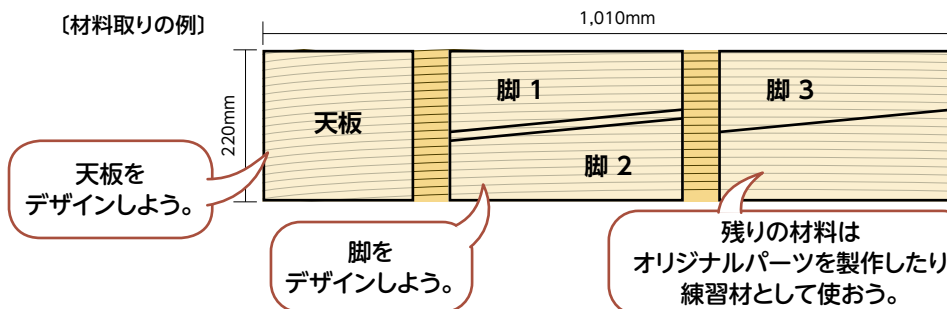 〔材料取りの例〕
1,010mm
220mm
天板
脚 1
脚 2
脚 3
天板を
デザインしよう。
脚を
デザインしよう。
残りの材料は
オリジナルパーツを製作したり
練習材として使おう。